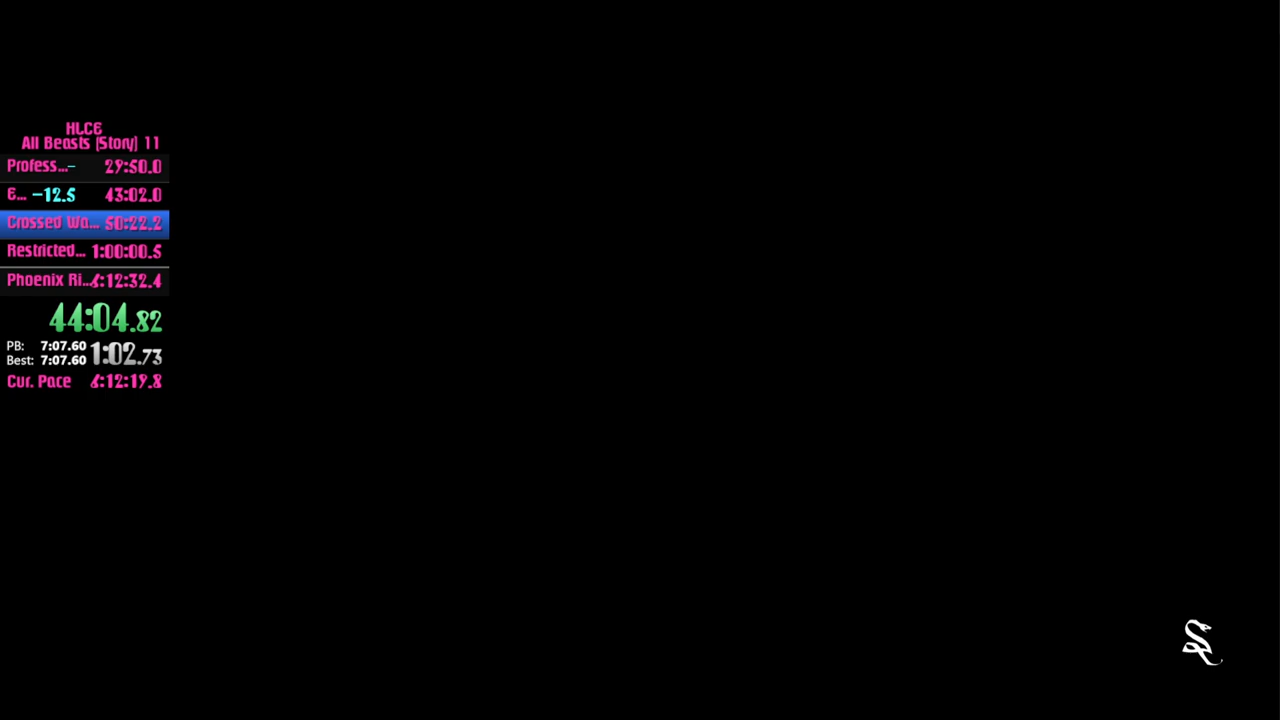 HLCE
All Beasts (Story) 11
Profess...– 29:50.0
E... –12.5 43:02.0
Crossed Wa... 50:22.2
Restricted... 1:00:00.5
Phoenix Ri... 6:12:32.4
44:04.82
PB: 7:07.60
Best: 7:07.60 1:02.73
Cur. Pace 6:12:19.8